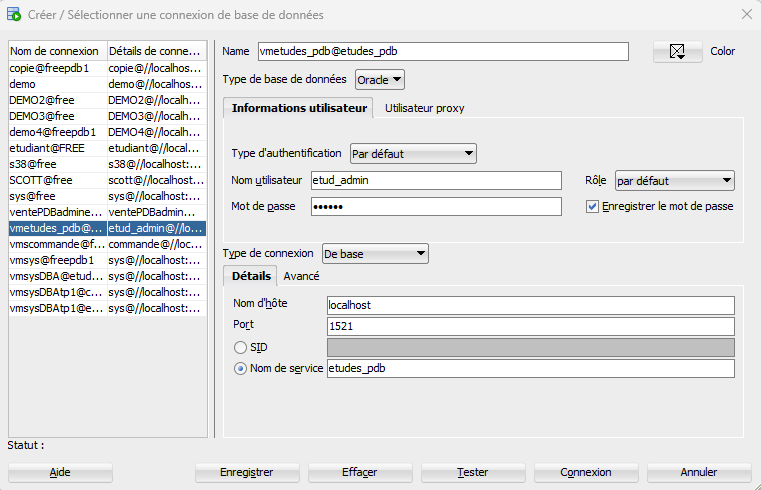 Créer / Sélectionner une connexion de base de données
Nom de connexion Détails de conne...
copie@freepdb1 copie@//localhos...
demo demo@//localhos...
DEMO2@free DEMO2@//localh...
DEMO3@free DEMO3@//localh...
demo4@freepdb1 DEMO4@//localh...
etudiant@FREE etudiant@//local...
s38@free s38@//localhost:...
SCOTT@free scott@//localhos...
sys@free sys@//localhost:...
ventePDBadmine... ventePDBadmin...
vmetudes_pdb@... etud_admin@//lo...
vmscommande@f... commande@//loc...
vmsys@freepdb1 sys@//localhost:...
vmsysDBA@etud... sys@//localhost:...
vmsysDBAtp1@c... sys@//localhost:...
vmsysDBAtp1@e... sys@//localhost:...
Name vmetudes_pdb@etudes_pdb Color
Type de base de données Oracle
Informations utilisateur Utilisateur proxy
Type d'authentification Par défaut
Nom utilisateur etud_admin Rôle par défaut
Mot de passe •••••• Enregistrer le mot de passe
Type de connexion De base
Détails Avancé
Nom d'hôte localhost
Port 1521
SID
Nom de service etudes_pdb
Statut :
Aide Enregistrer Effacer Tester Connexion Annuler